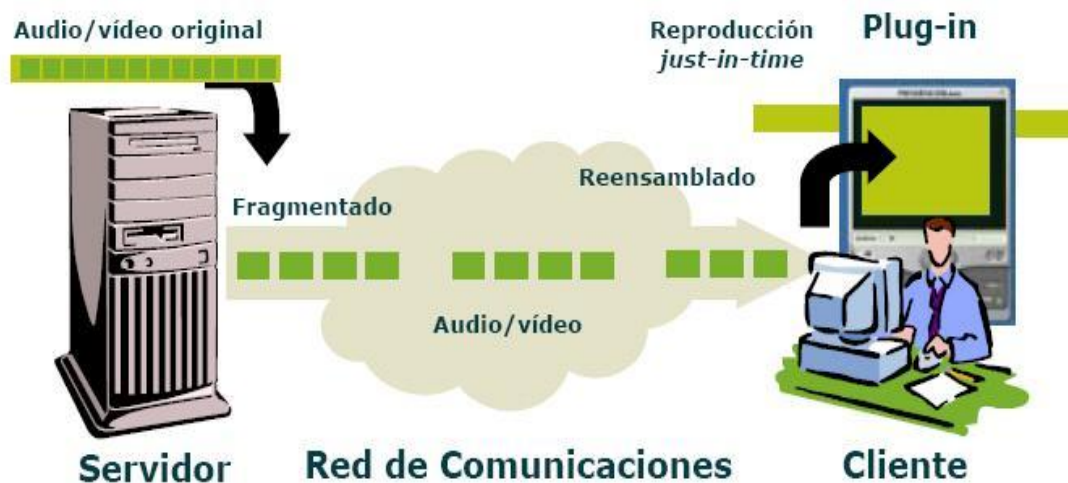 Audio/vídeo original
Reproducción
just-in-time
Plug-in
Fragmentado
Reensamblado
Audio/vídeo
Servidor
Red de Comunicaciones
Cliente